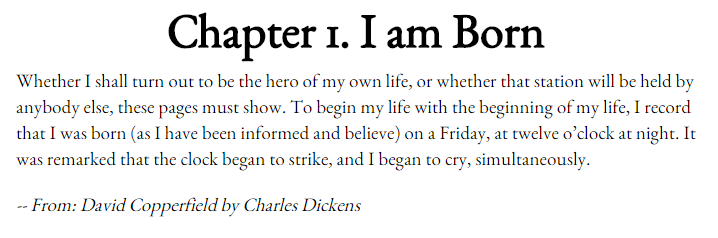 Chapter 1. I am Born
Whether I shall turn out to be the hero of my own life, or whether that station will be held by
anybody else, these pages must show. To begin my life with the beginning of my life, I record
that I was born (as I have been informed and believe) on a Friday, at twelve o’clock at night. It
was remarked that the clock began to strike, and I began to cry, simultaneously.
-- From: David Copperfield by Charles Dickens